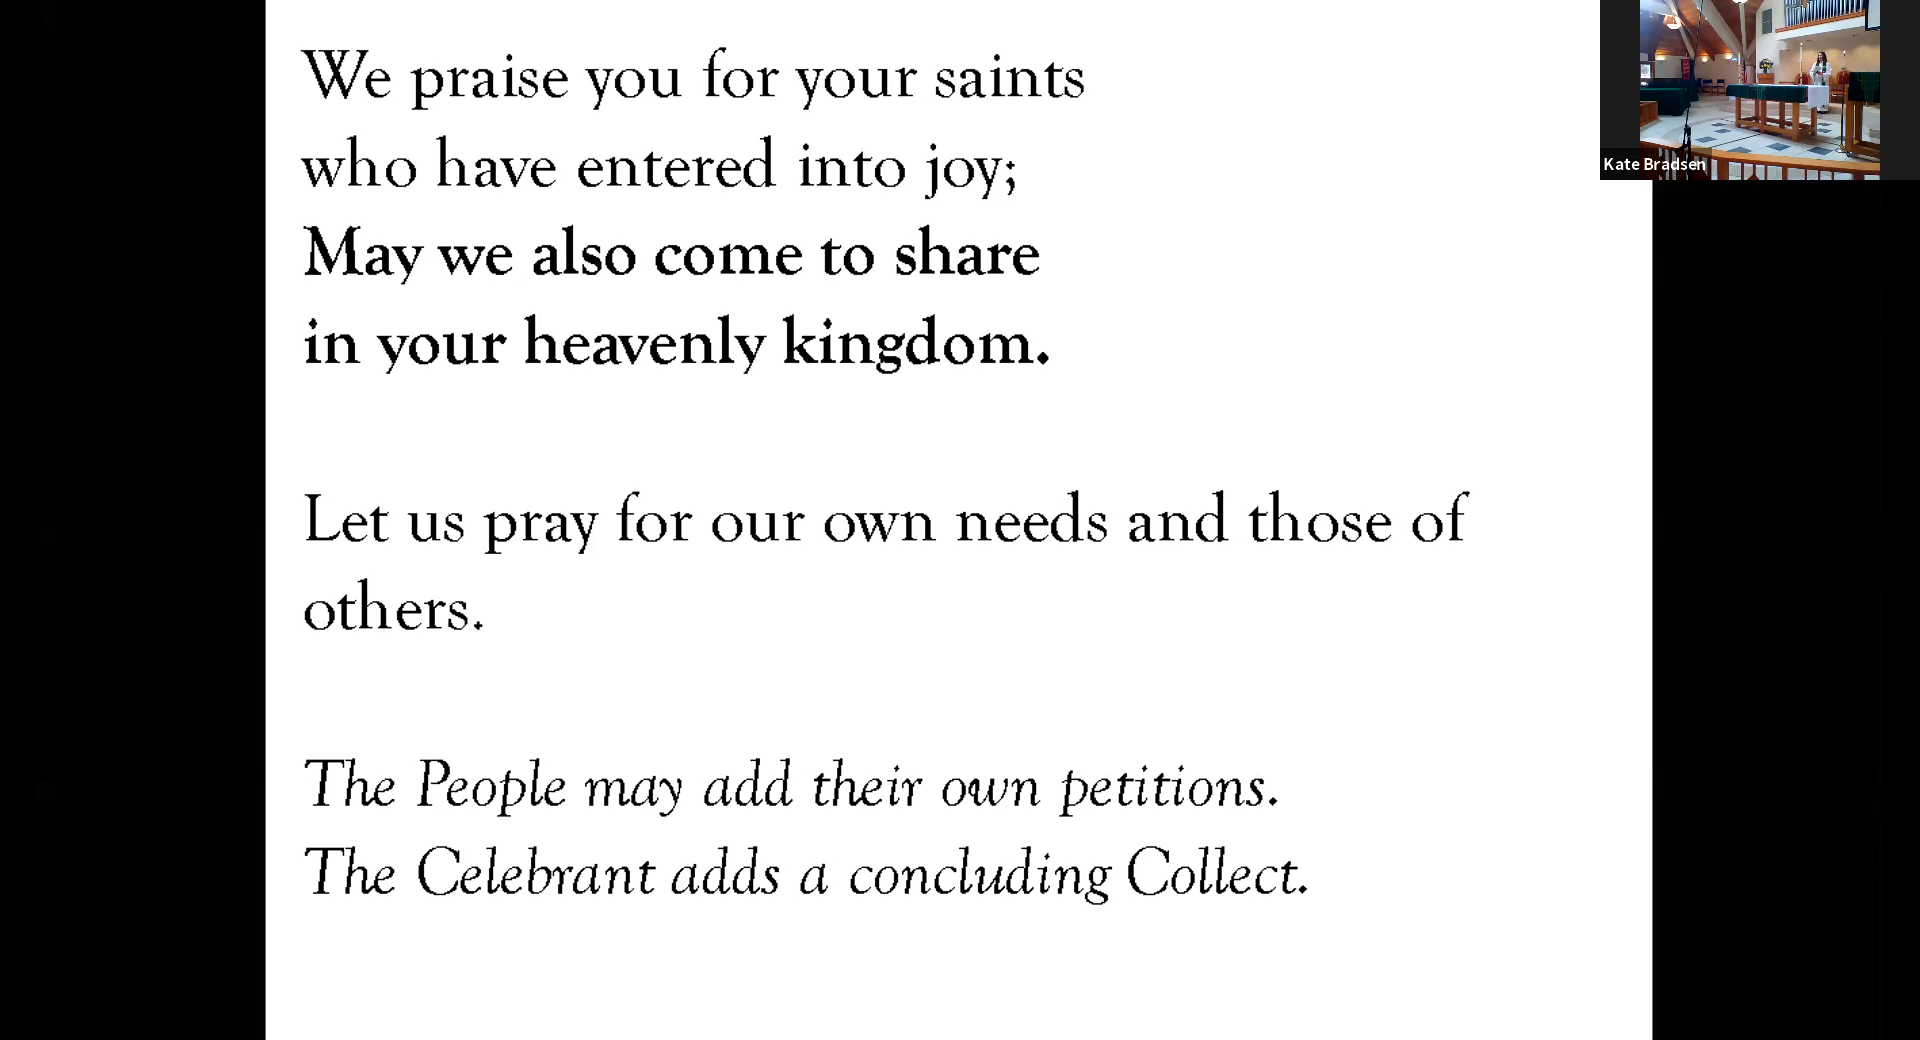 We praise you for your saints
who have entered into joy;
May we also come to share
in your heavenly kingdom.
Let us pray for our own needs and those of
others.
The People may add their own petitions.
The Celebrant adds a concluding Collect.
Kate Bradsen